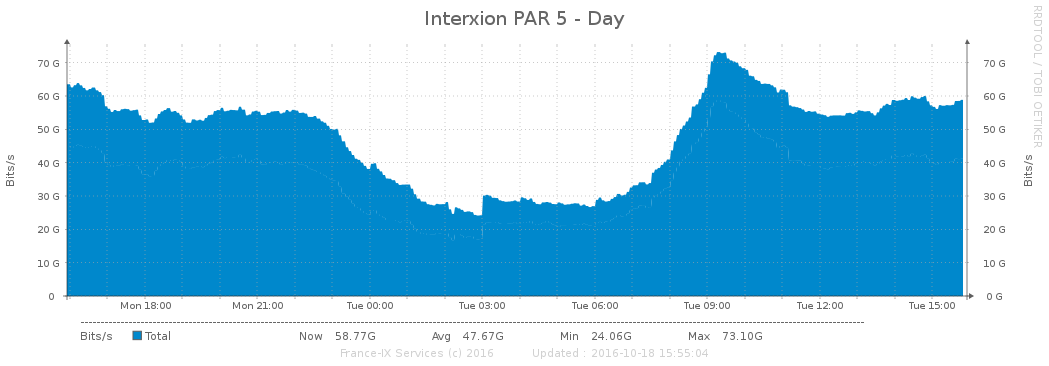 Interxion PAR 5 - Day
RRDTOOL / TOBI OETIKER
Bits/s
70 G
60 G
50 G
40 G
30 G
20 G
10 G
0
70 G
60 G
50 G
40 G
30 G
20 G
10 G
0 G
Bits/s
Mon 18:00 Mon 21:00 Tue 00:00 Tue 03:00 Tue 06:00 Tue 09:00 Tue 12:00 Tue 15:00
Bits/s Total Now 58.77G Avg 47.67G Min 24.06G Max 73.10G
France-IX Services (c) 2016 Updated : 2016-10-18 15:55:04